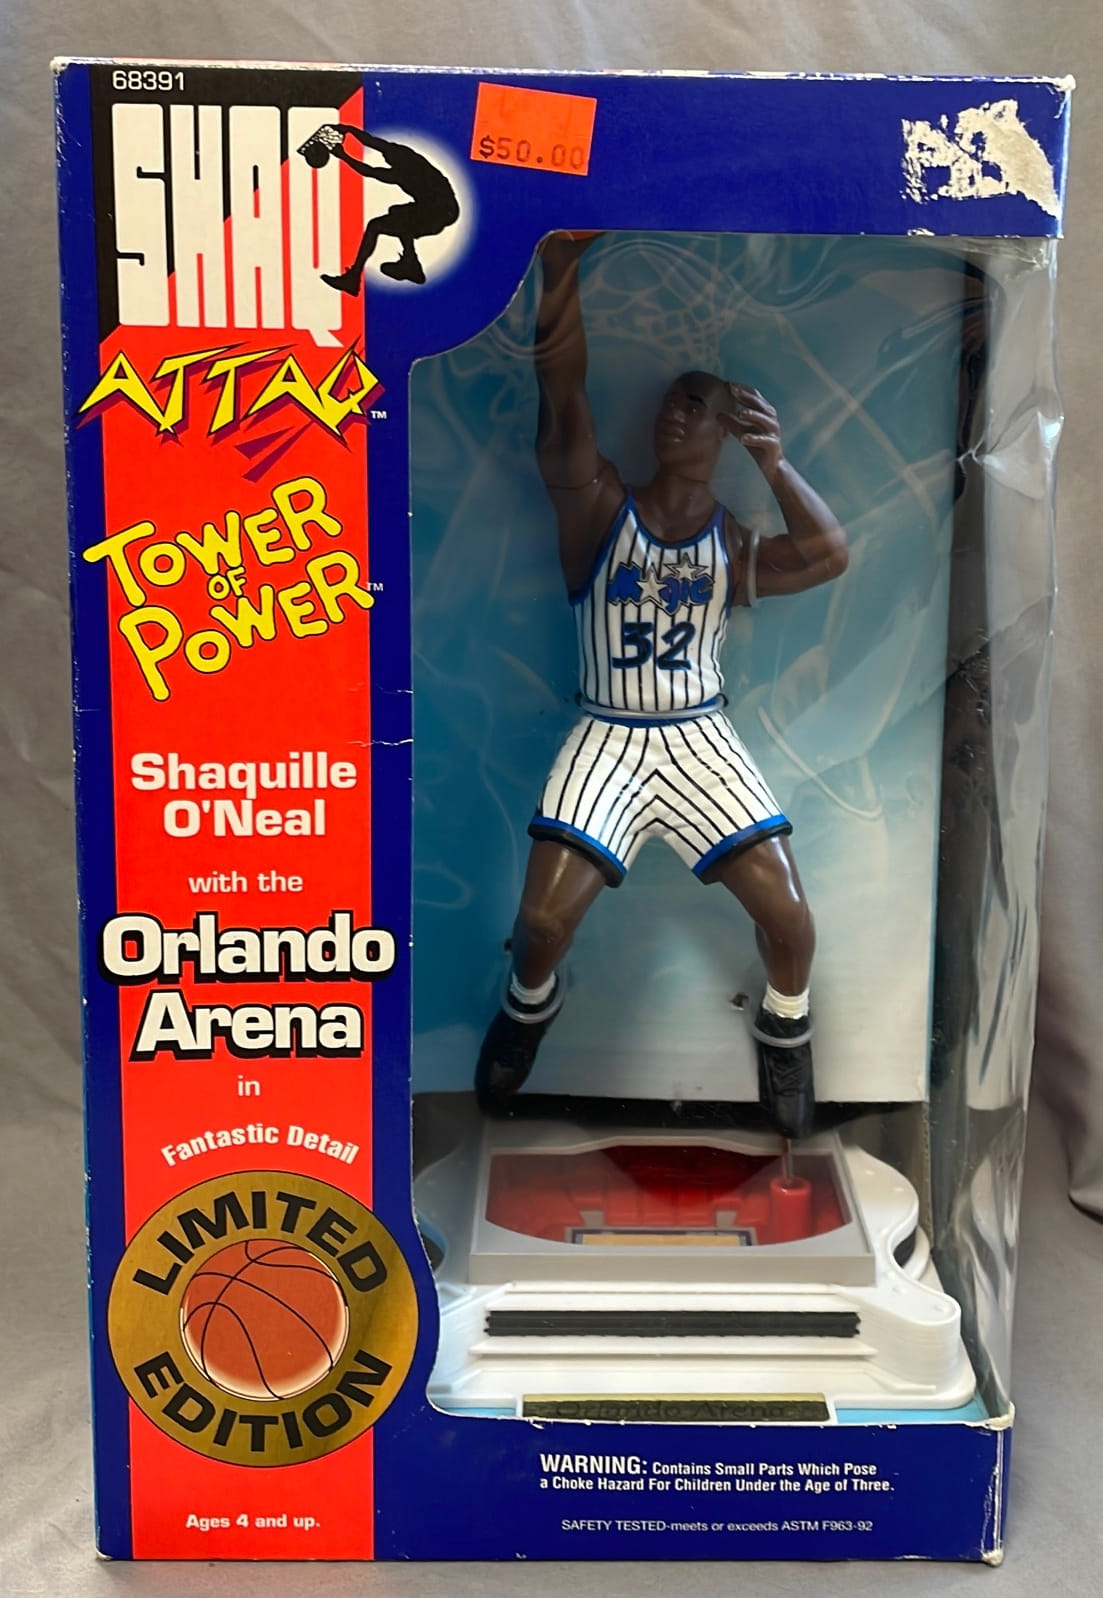 68391
SHAQ
$50.00
ATTAQ™
TOWER
OF
POWER™
Magic
32
Shaquille
O'Neal
with the
Orlando
Arena
in
Fantastic Detail
LIMITED
EDITION
Orlando Arena
WARNING: Contains Small Parts Which Pose
a Choke Hazard For Children Under the Age of Three.
Ages 4 and up.
SAFETY TESTED-meets or exceeds ASTM F963-92